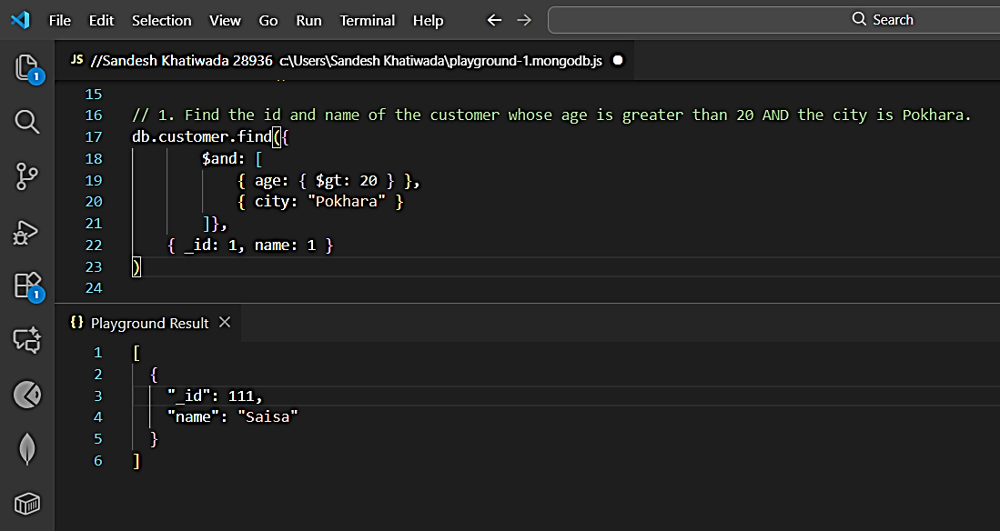 File Edit Selection View Go Run Terminal Help Search
JS //Sandesh Khatiwada 28936 c:\Users\Sandesh Khatiwada\playground-1.mongodb.js
15
16 // 1. Find the id and name of the customer whose age is greater than 20 AND the city is Pokhara.
17 db.customer.find({
18 $and: [
19 { age: { $gt: 20 } },
20 { city: "Pokhara" }
21 ]},
22 { _id: 1, name: 1 }
23 )
24
{} Playground Result
1 [
2 {
3 "_id": 111,
4 "name": "Saisa"
5 }
6 ]
1
1